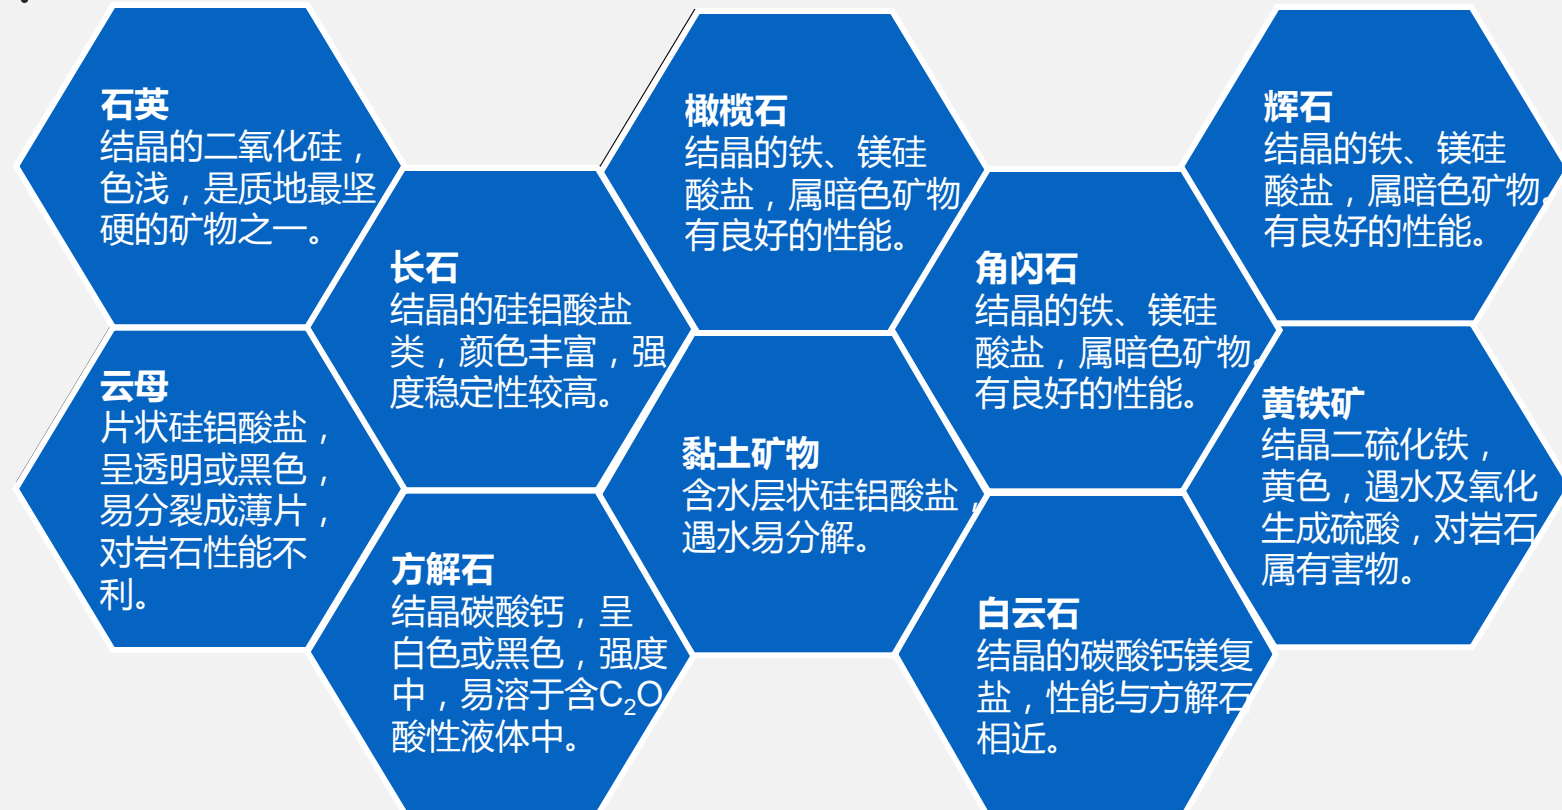 石英
结晶的二氧化硅，
色浅，是质地最坚
硬的矿物之一。
云母
片状硅铝酸盐，
呈透明或黑色，
易分裂成薄片，
对岩石性能不
利。
长石
结晶的硅铝酸盐
类，颜色丰富，强
度稳定性较高。
方解石
结晶碳酸钙，呈
白色或黑色，强度
中，易溶于含C₂O
酸性液体中。
橄榄石
结晶的铁、镁硅
酸盐，属暗色矿物
有良好的性能。
黏土矿物
含水层状硅铝酸盐，
遇水易分解。
角闪石
结晶的铁、镁硅
酸盐，属暗色矿物。
有良好的性能。
白云石
结晶的碳酸钙镁复
盐，性能与方解石
相近。
辉石
结晶的铁、镁硅
酸盐，属暗色矿物。
有良好的性能。
黄铁矿
结晶二硫化铁，
黄色，遇水及氧化
生成硫酸，对岩石
属有害物。